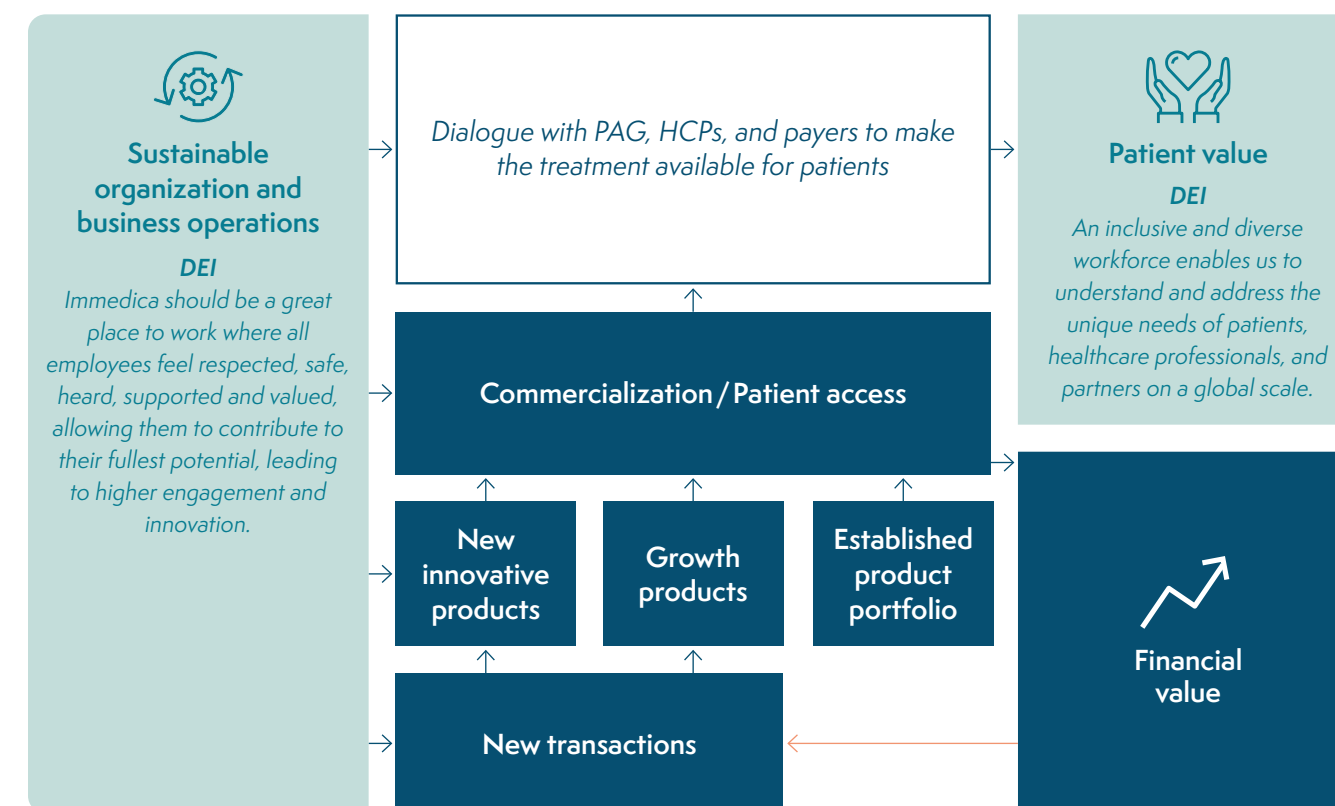 Sustainable
organization and
business operations
DEI
Immedica should be a great
place to work where all
employees feel respected, safe,
heard, supported and valued,
allowing them to contribute to
their fullest potential, leading
to higher engagement and
innovation.
Dialogue with PAG, HCPs, and payers to make
the treatment available for patients
Commercialization / Patient access
New
innovative
products
Growth
products
Established
product
portfolio
New transactions
Patient value
DEI
An inclusive and diverse
workforce enables us to
understand and address the
unique needs of patients,
healthcare professionals, and
partners on a global scale.
Financial
value